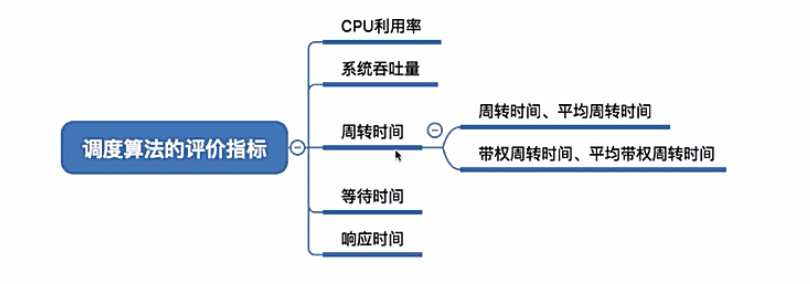 调度算法的评价指标
CPU利用率
系统吞吐量
周转时间
周转时间、平均周转时间
带权周转时间、平均带权周转时间
等待时间
响应时间